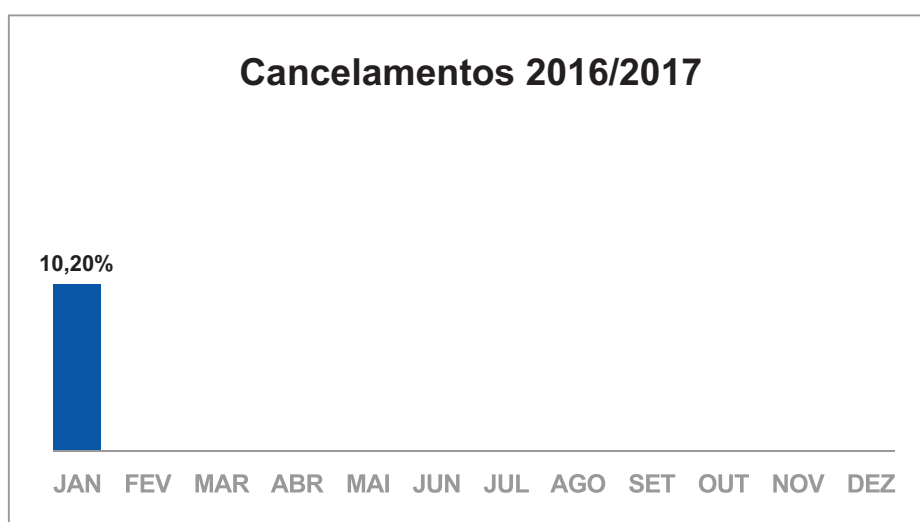 Cancelamentos 2016/2017
10,20%
JAN FEV MAR ABR MAI JUN JUL AGO SET OUT NOV DEZ